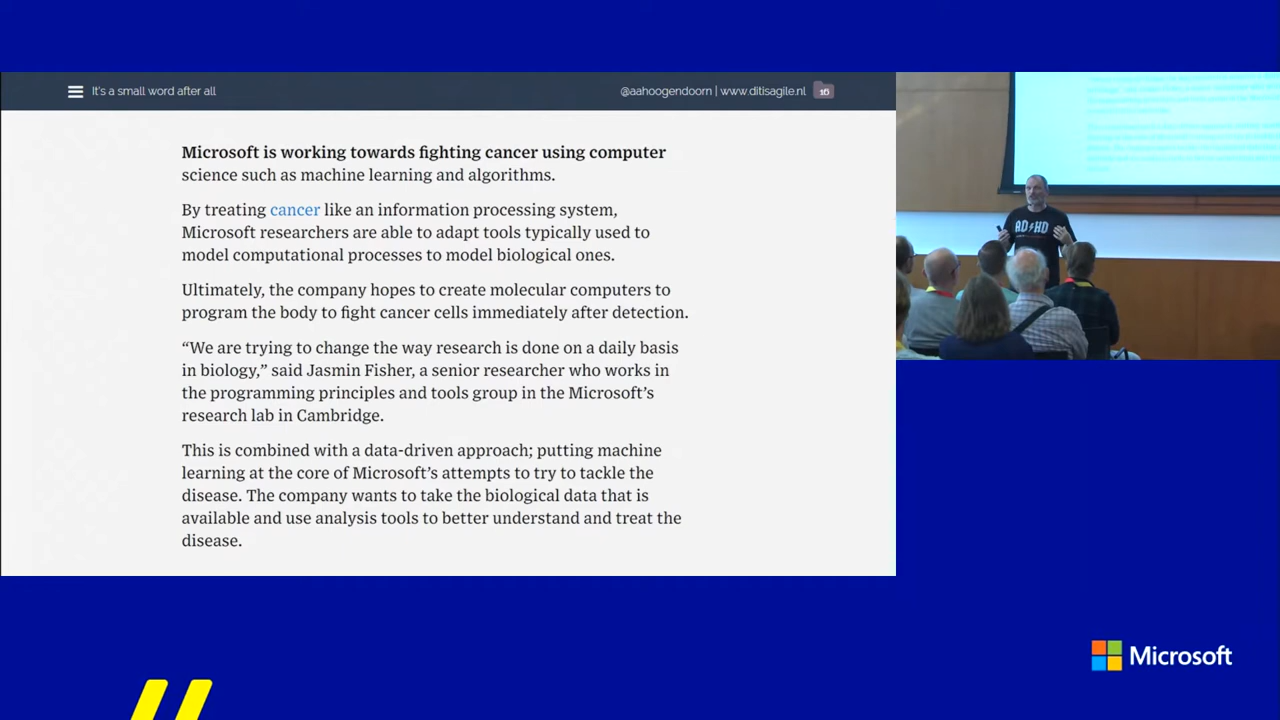 It's a small word after all
@aahoogendoorn | www.ditisagile.nl
16
Microsoft is working towards fighting cancer using computer
science such as machine learning and algorithms.
By treating cancer like an information processing system,
Microsoft researchers are able to adapt tools typically used to
model computational processes to model biological ones.
Ultimately, the company hopes to create molecular computers to
program the body to fight cancer cells immediately after detection.
“We are trying to change the way research is done on a daily basis
in biology,” said Jasmin Fisher, a senior researcher who works in
the programming principles and tools group in the Microsoft’s
research lab in Cambridge.
This is combined with a data-driven approach; putting machine
learning at the core of Microsoft’s attempts to try to tackle the
disease. The company wants to take the biological data that is
available and use analysis tools to better understand and treat the
disease.
AD⚡HD
Microsoft